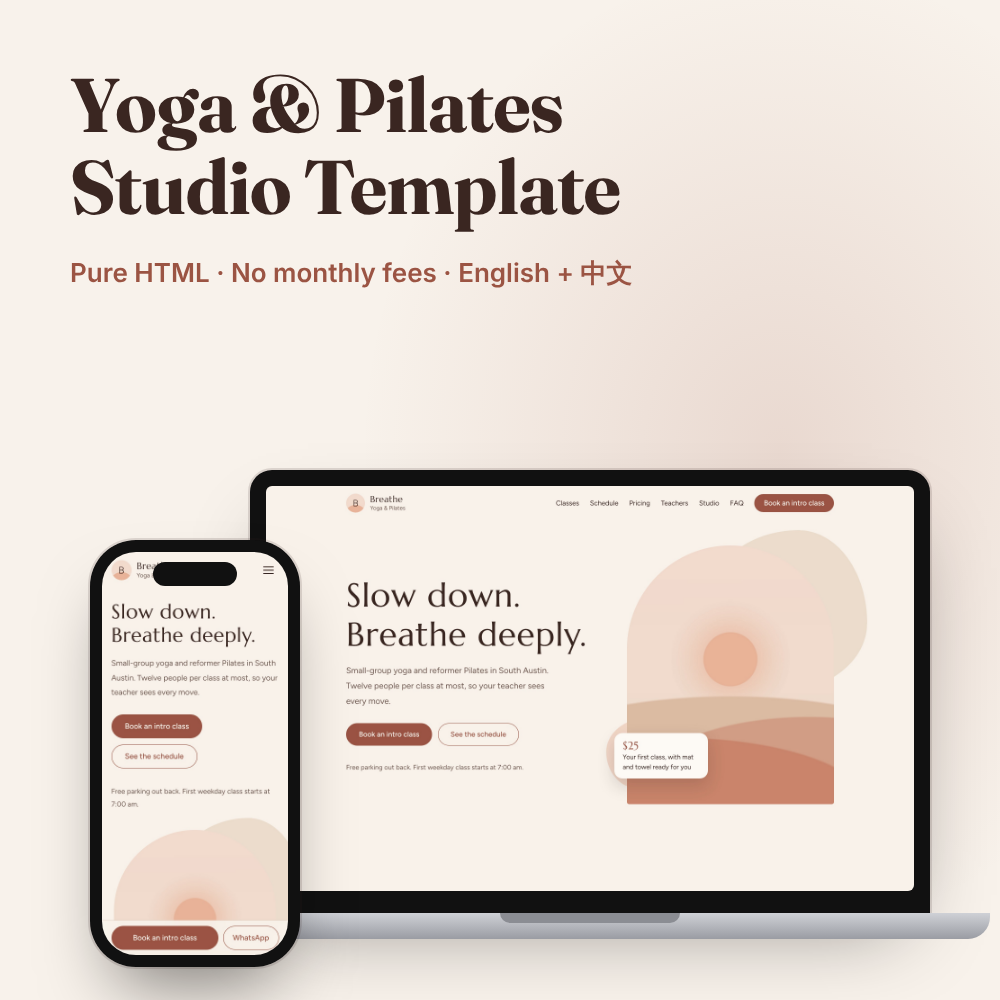 Yoga & Pilates
Studio Template
Pure HTML · No monthly fees · English + 中文
B
Breathe
Yoga & Pilates
Classes Schedule Pricing Teachers Studio FAQ Book an intro class
Slow down.
Breathe deeply.
Small-group yoga and reformer Pilates in South Austin.
Twelve people per class at most, so your teacher sees
every move.
Book an intro class See the schedule
Free parking out back. First weekday class starts at 7:00 am.
$25
Your first class, with mat
and towel ready for you
B
Slow down.
Breathe deeply.
Small-group yoga and reformer Pilates in South
Austin. Twelve people per class at most, so your
teacher sees every move.
Book an intro class
See the schedule
Free parking out back. First weekday class starts at
7:00 am.
Book an intro class WhatsApp